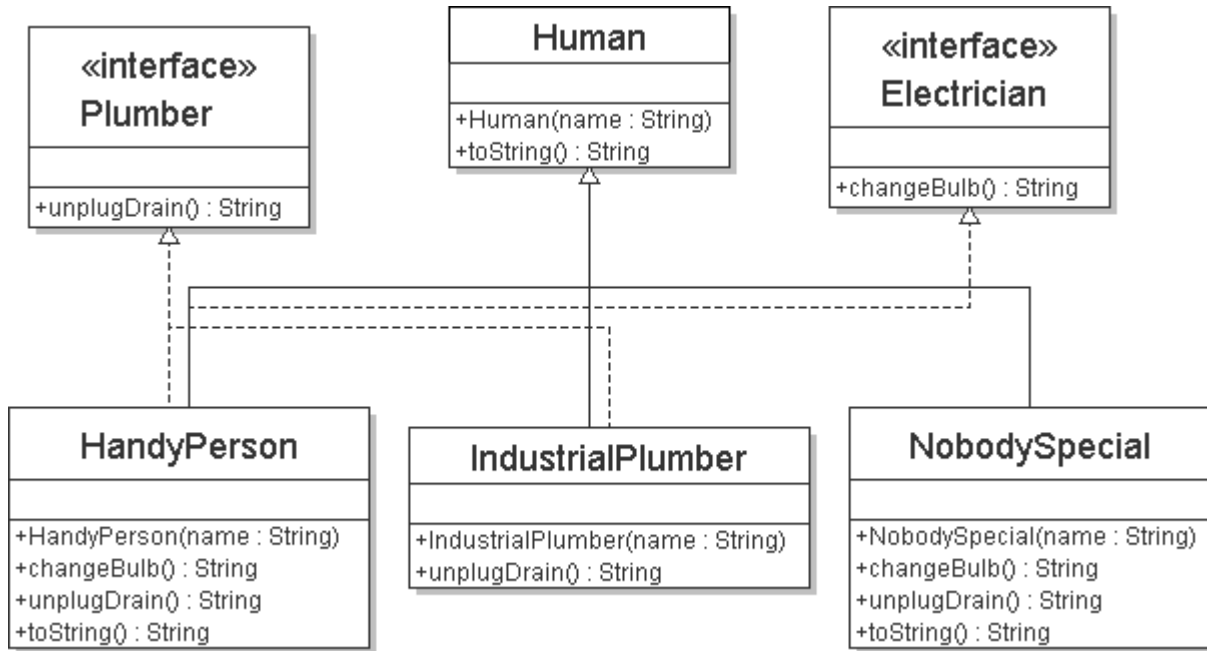 «interface»
Plumber
+unplugDrain() : String
Human
+Human(name : String)
+toString() : String
«interface»
Electrician
+changeBulb() : String
HandyPerson
+HandyPerson(name : String)
+changeBulb() : String
+unplugDrain() : String
+toString() : String
IndustrialPlumber
+IndustrialPlumber(name : String)
+unplugDrain() : String
NobodySpecial
+NobodySpecial(name : String)
+changeBulb() : String
+unplugDrain() : String
+toString() : String